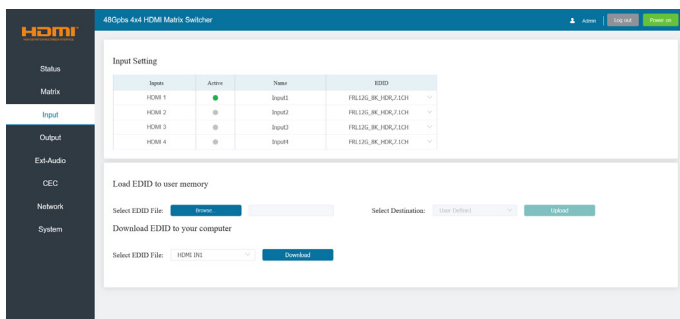 48Gpbs 4x4 HDMI Matrix Switcher
Admin
Log out
Power on
HDMI
Status
Matrix
Input
Output
Ext-Audio
CEC
Network
System
Input Setting
Inputs Active Name EDID
HDMI 1 Input1 FRL12G_8K_HDR,7.1CH
HDMI 2 Input2 FRL12G_8K_HDR,7.1CH
HDMI 3 Input3 FRL12G_8K_HDR,7.1CH
HDMI 4 Input4 FRL12G_8K_HDR,7.1CH
Load EDID to user memory
Select EDID File: Browse Select Destination: User Defined Upload
Download EDID to your computer
Select EDID File: HDMI IN1 Download